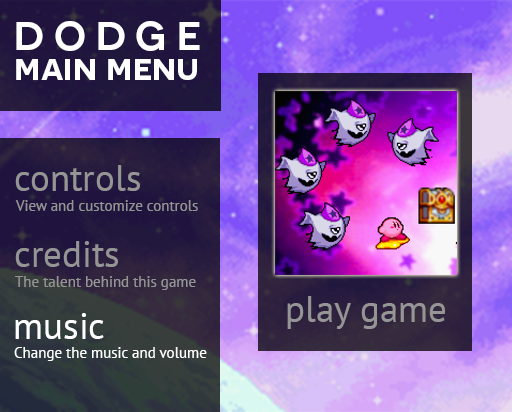 DODGE
MAIN MENU
controls
View and customize controls
credits
The talent behind this game
music
Change the music and volume
play game